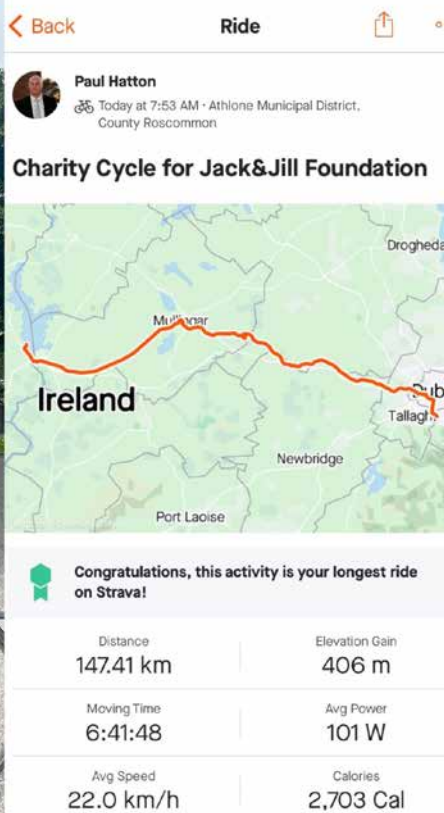 Back
Ride
Paul Hatton
Today at 7:53 AM · Athlone Municipal District,
County Roscommon
Charity Cycle for Jack&Jill Foundation
Drogheda
Mullingar
Ireland
Dub
Tallagh
Newbridge
Port Laoise
Congratulations, this activity is your longest ride
on Strava!
Distance
Elevation Gain
147.41 km
406 m
Moving Time
Avg Power
6:41:48
101 W
Avg Speed
Calories
22.0 km/h
2,703 Cal